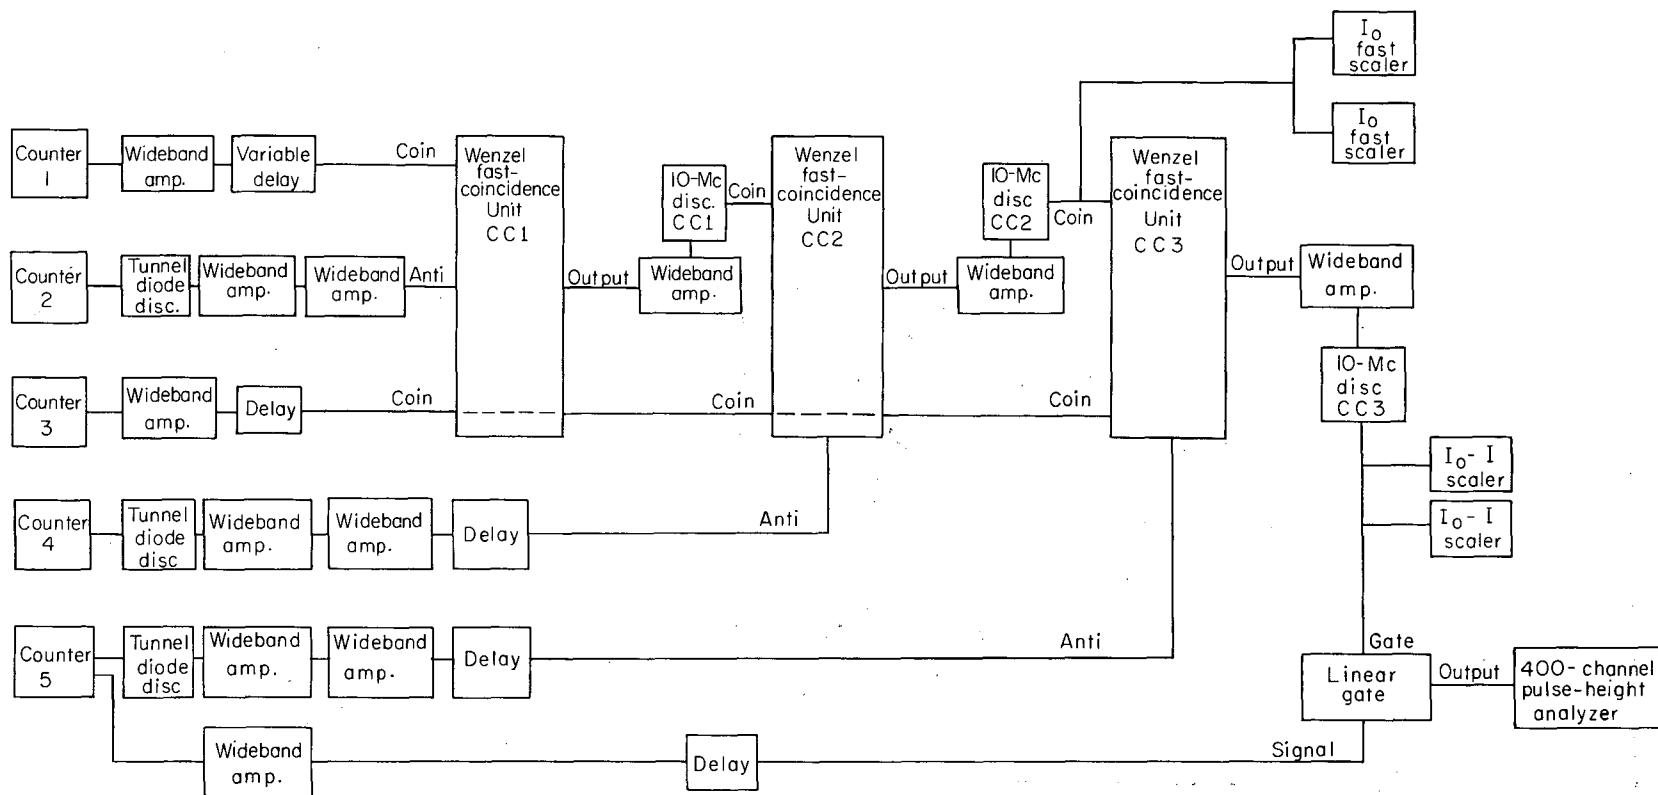 I₀
fast
scaler
I₀
fast
scaler
Counter
1
Wideband
amp.
Variable
delay
Coin
Wenzel
fast-
coincidence
Unit
CC1
10-Mc
disc.
CC1
Coin
Wenzel
fast-
coincidence
Unit
CC2
10-Mc
disc
CC2
Coin
Wenzel
fast-
coincidence
Unit
CC3
Counter
2
Tunnel
diode
disc.
Wideband
amp.
Wideband
amp.
Anti
Output
Wideband
amp.
Output
Wideband
amp.
Output
Wideband
amp.
10-Mc
disc
CC3
Counter
3
Wideband
amp.
Delay
Coin
Coin
Coin
I₀- I
scaler
I₀- I
scaler
Counter
4
Tunnel
diode
disc
Wideband
amp.
Wideband
amp.
Delay
Anti
Counter
5
Tunnel
diode
disc
Wideband
amp.
Wideband
amp.
Delay
Anti
Gate
Linear
gate
Output
400-channel
pulse-height
analyzer
Wideband
amp.
Delay
Signal